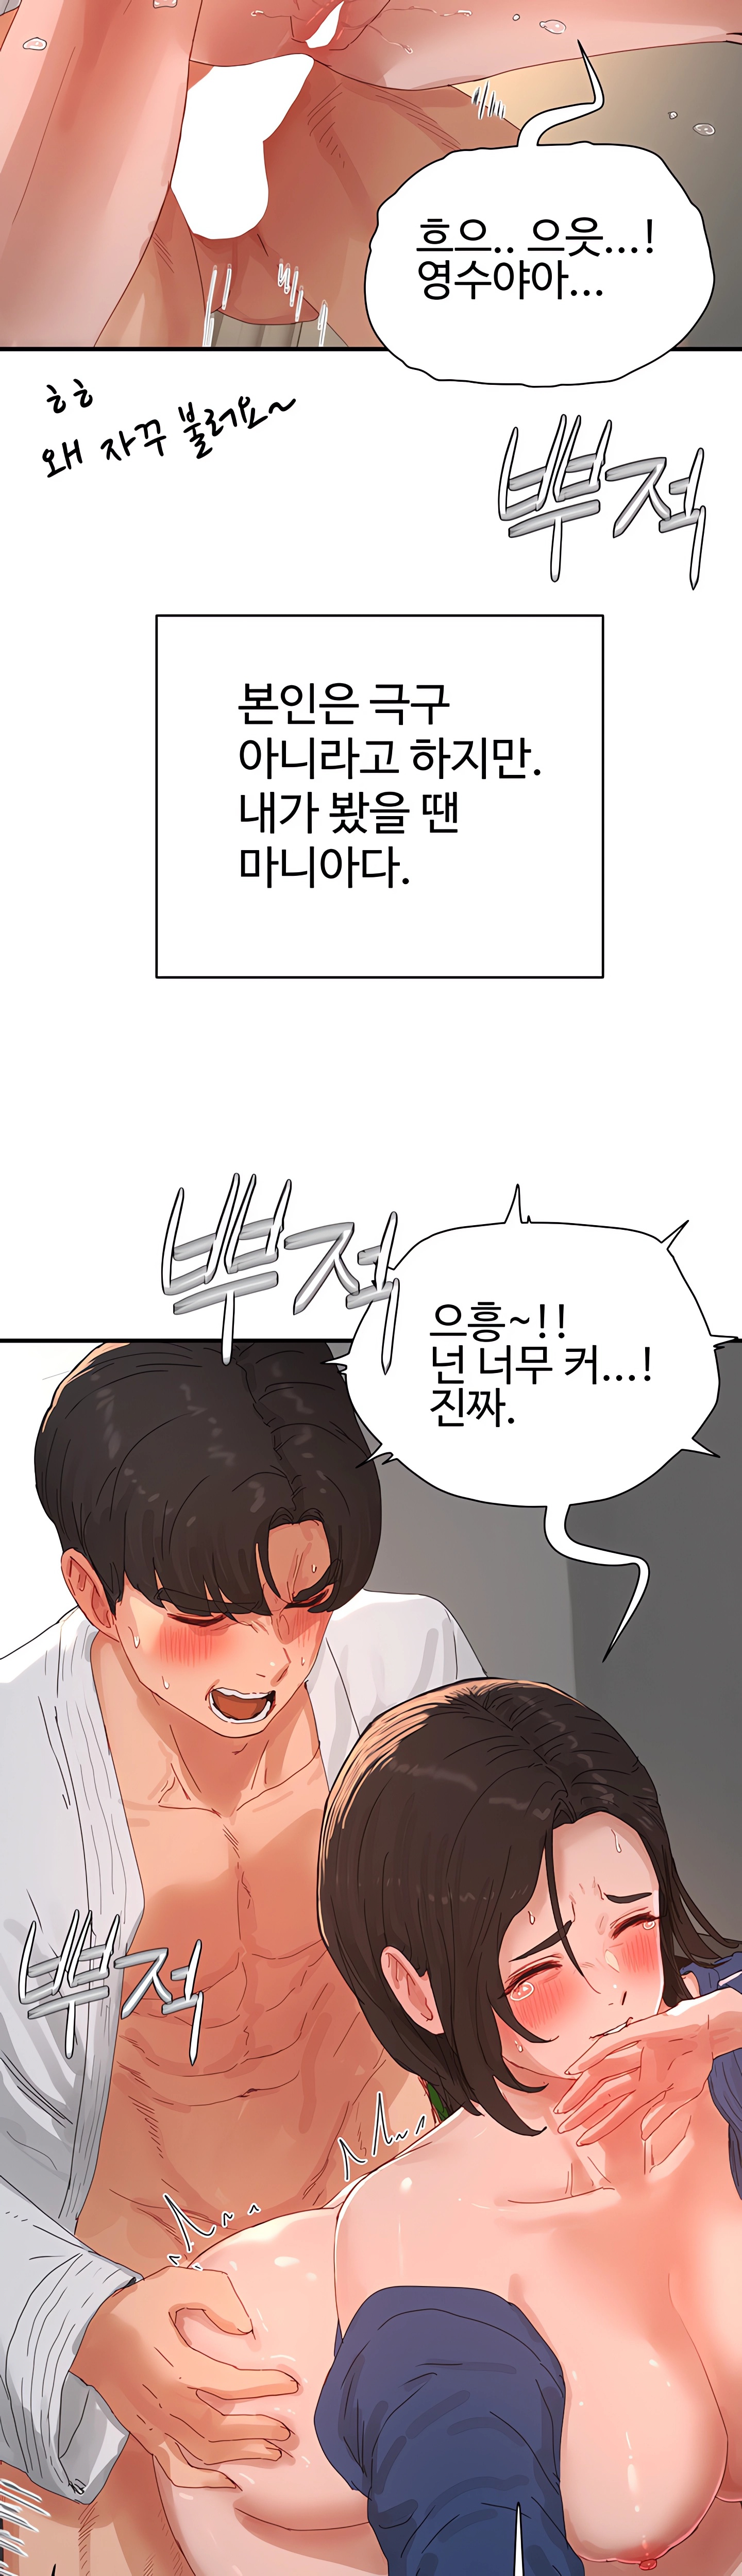 흐으.. 으읏...!
영수야아...
ㅎㅎ
왜 자꾸 불러요~
뿌적
본인은 극구
아니라고 하지만.
내가 봤을 땐
마니아다.
뿌적
으흥~!!
넌 너무 커...!
진짜.
뿌적